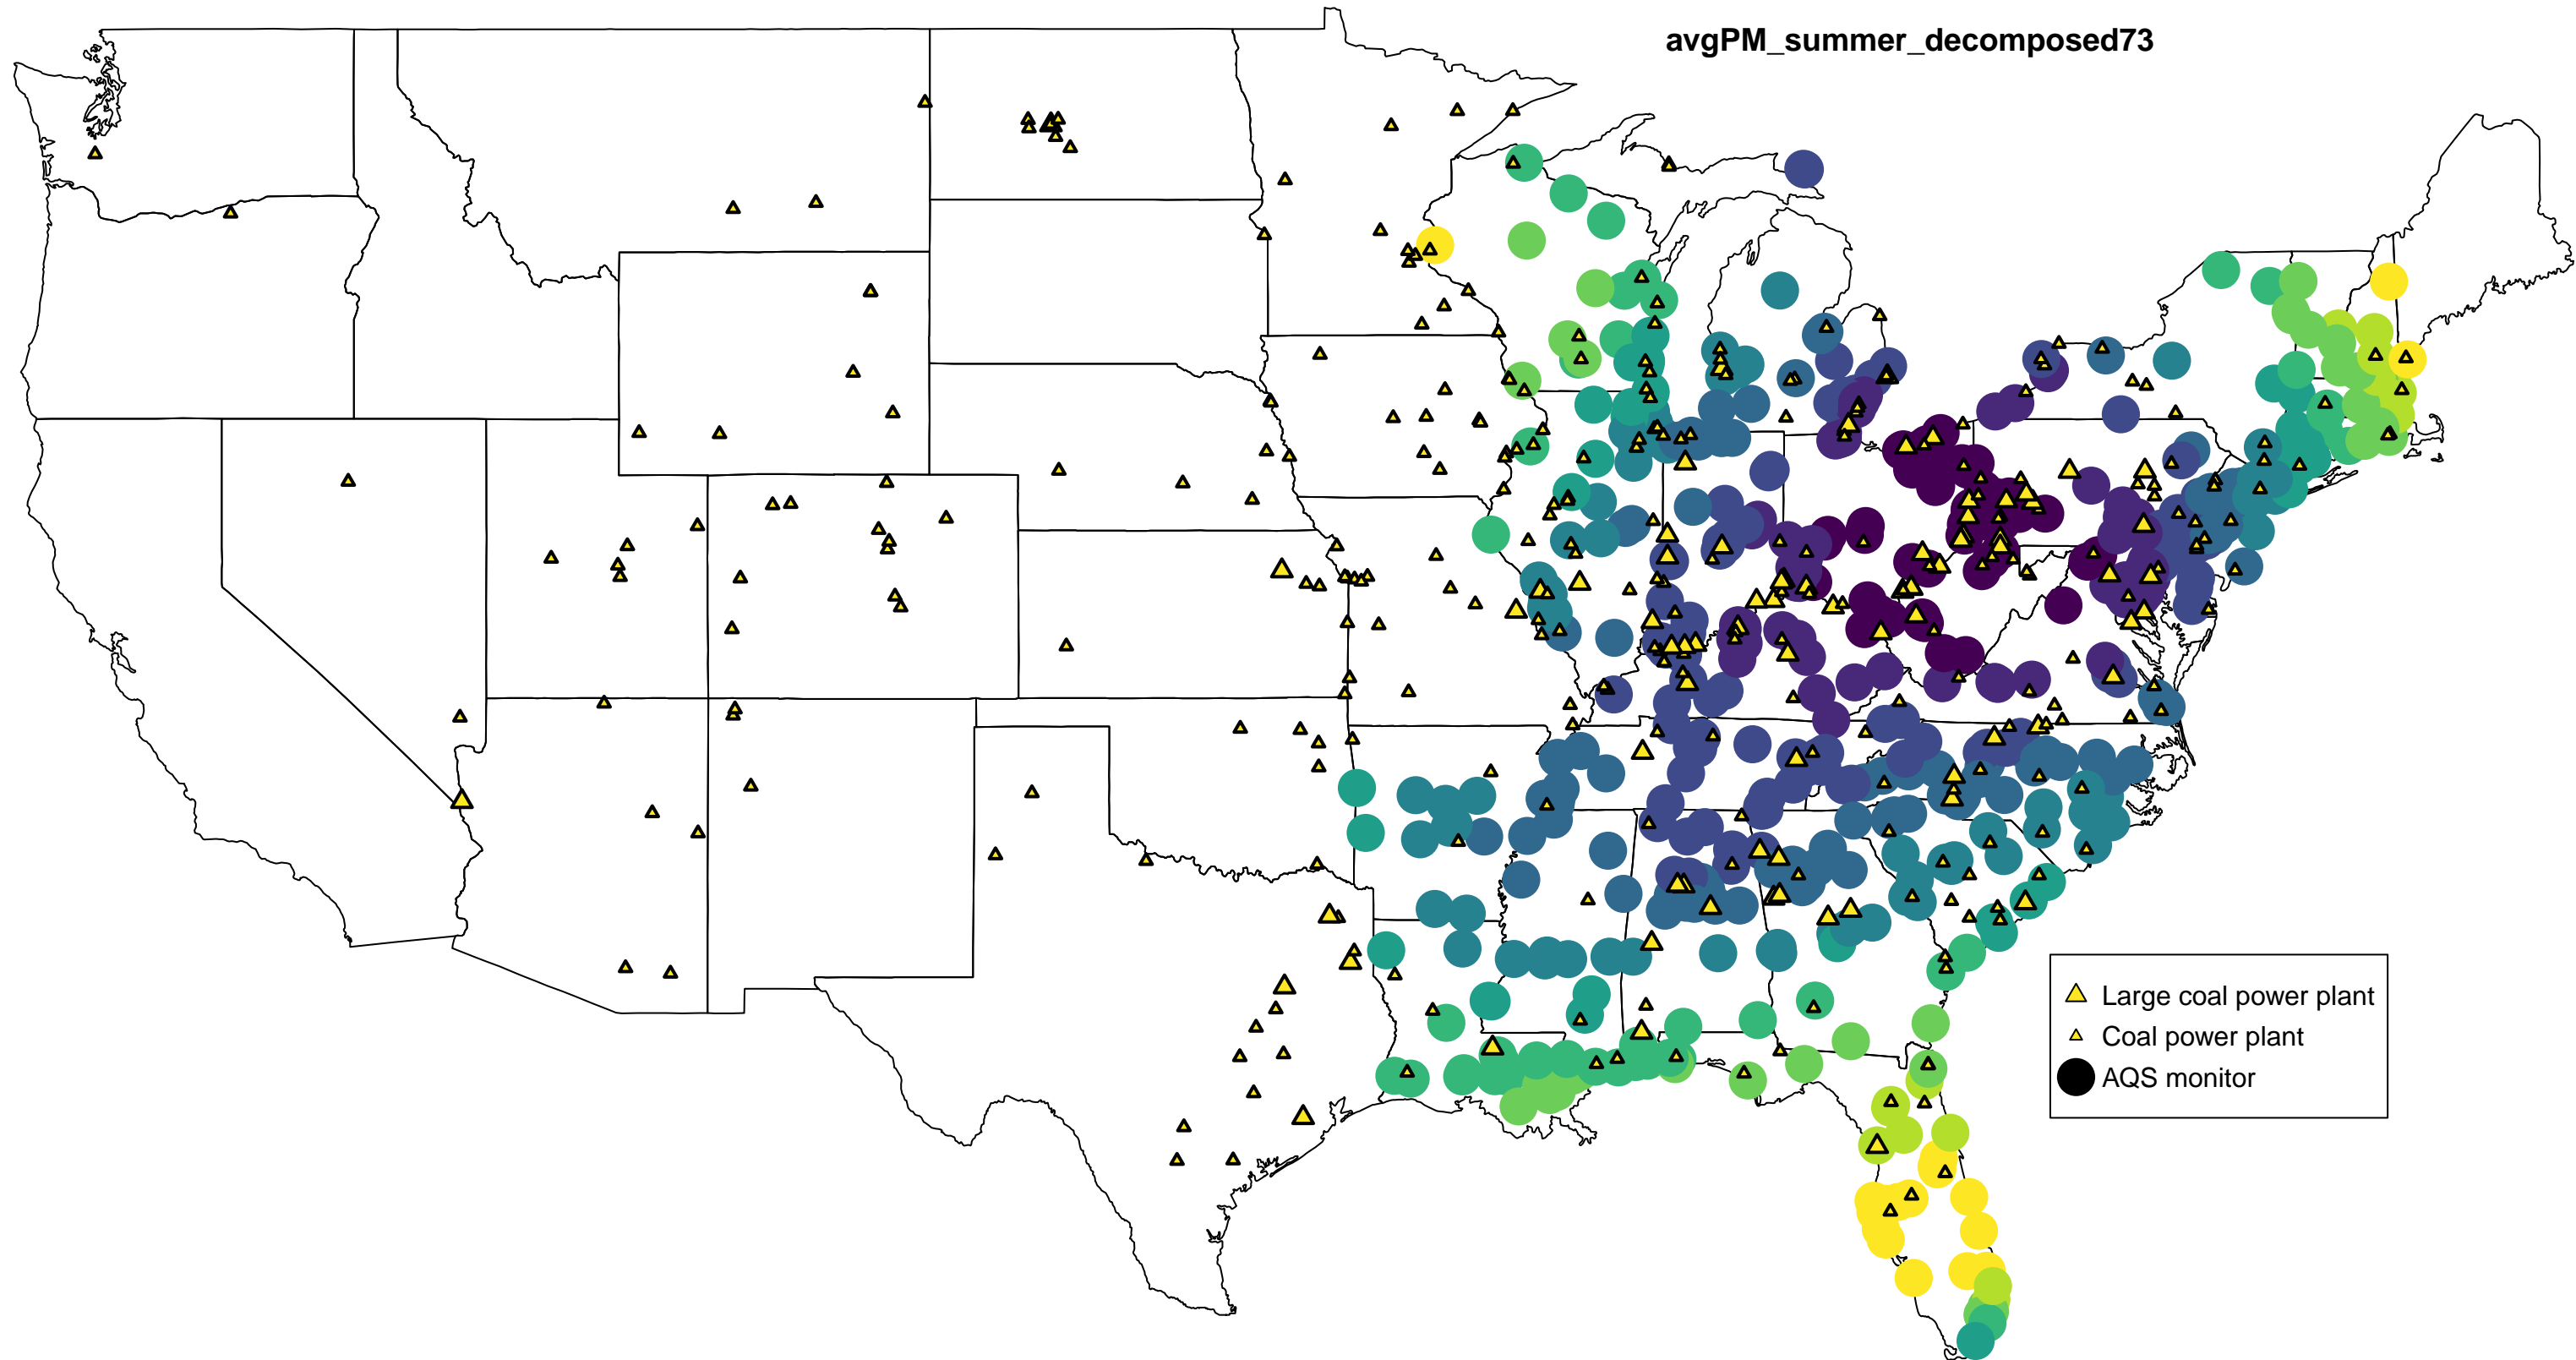 avgPM_summer_decomposed73
Large coal power plant
Coal power plant
AQS monitor